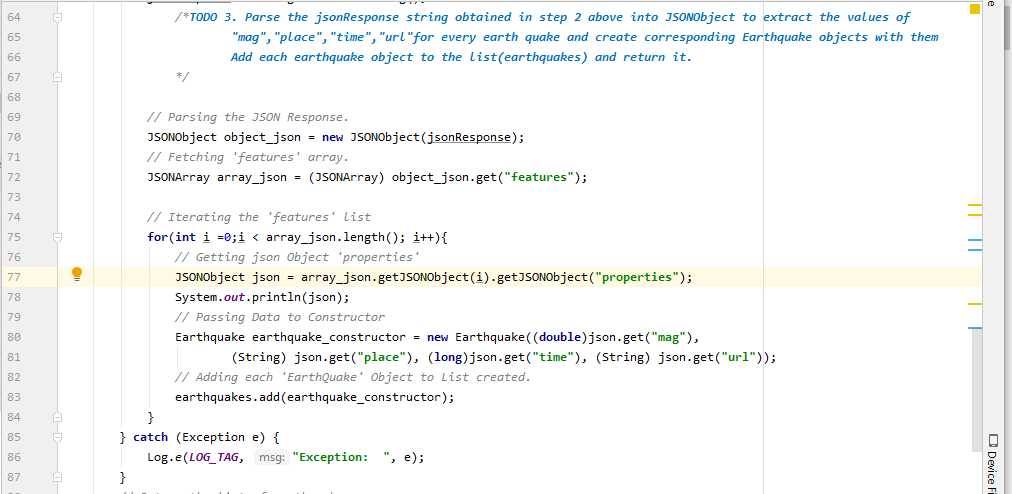 64 /*TODO 3. Parse the jsonResponse string obtained in step 2 above into JSONObject to extract the values of
65 "mag","place","time","url"for every earth quake and create corresponding Earthquake objects with them
66 Add each earthquake object to the list(earthquakes) and return it.
67 */
68
69 // Parsing the JSON Response.
70 JSONObject object_json = new JSONObject(jsonResponse);
71 // Fetching 'features' array.
72 JSONArray array_json = (JSONArray) object_json.get("features");
73
74 // Iterating the 'features' list
75 for(int i =0;i < array_json.length(); i++){
76 // Getting json Object 'properties'
77 JSONObject json = array_json.getJSONObject(i).getJSONObject("properties");
78 System.out.println(json);
79 // Passing Data to Constructor
80 Earthquake earthquake_constructor = new Earthquake((double)json.get("mag"),
81 (String) json.get("place"), (long)json.get("time"), (String) json.get("url"));
82 // Adding each 'EarthQuake' Object to List created.
83 earthquakes.add(earthquake_constructor);
84 }
85 } catch (Exception e) {
86 Log.e(LOG_TAG, msg: "Exception:  ", e);
87 }
Device Fi